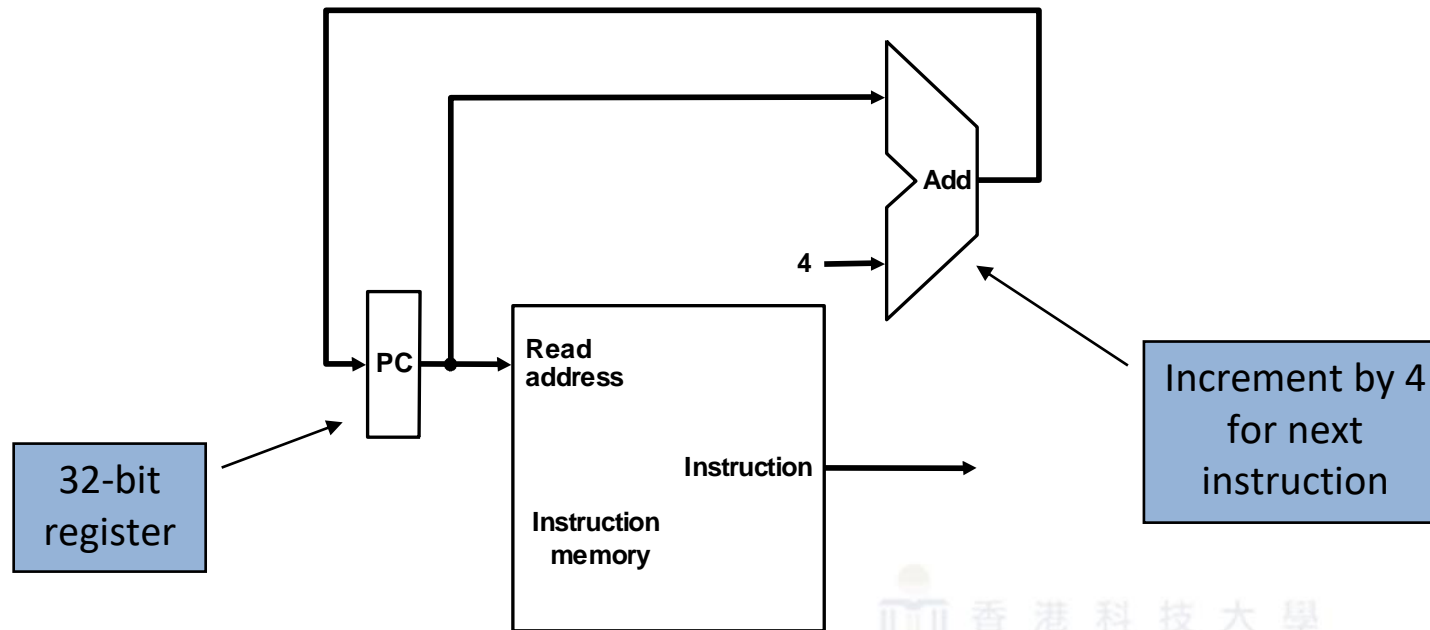 Add
4
PC
Read
address
Increment by 4
for next
instruction
32-bit
register
Instruction
Instruction
memory
香港科技大學